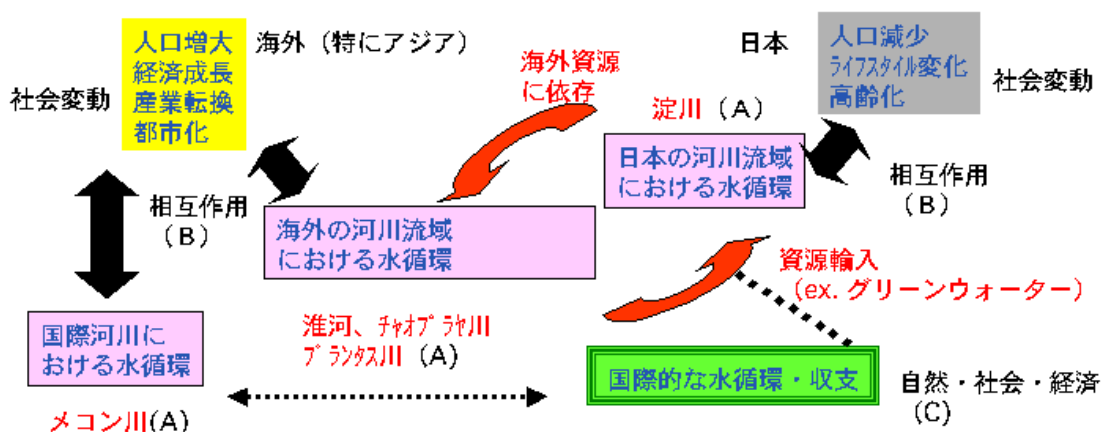 人口増大
経済成長
産業転換
都市化
海外（特にアジア）
社会変動
海外資源
に依存
日本
人口減少
ﾗｲﾌｽﾀｲﾙ変化
高齢化
社会変動
淀川（A）
日本の河川流域
における水循環
相互作用
（B）
相互作用
（B）
海外の河川流域
における水循環
資源輸入
（ex. グリーンウォーター）
国際河川に
おける水循環
淮河、ﾁｬｵﾌﾟﾗﾔ川
ﾌﾞﾗﾝﾀｽ川（A）
国際的な水循環・収支
自然・社会・経済
（C）
メコン川(A)